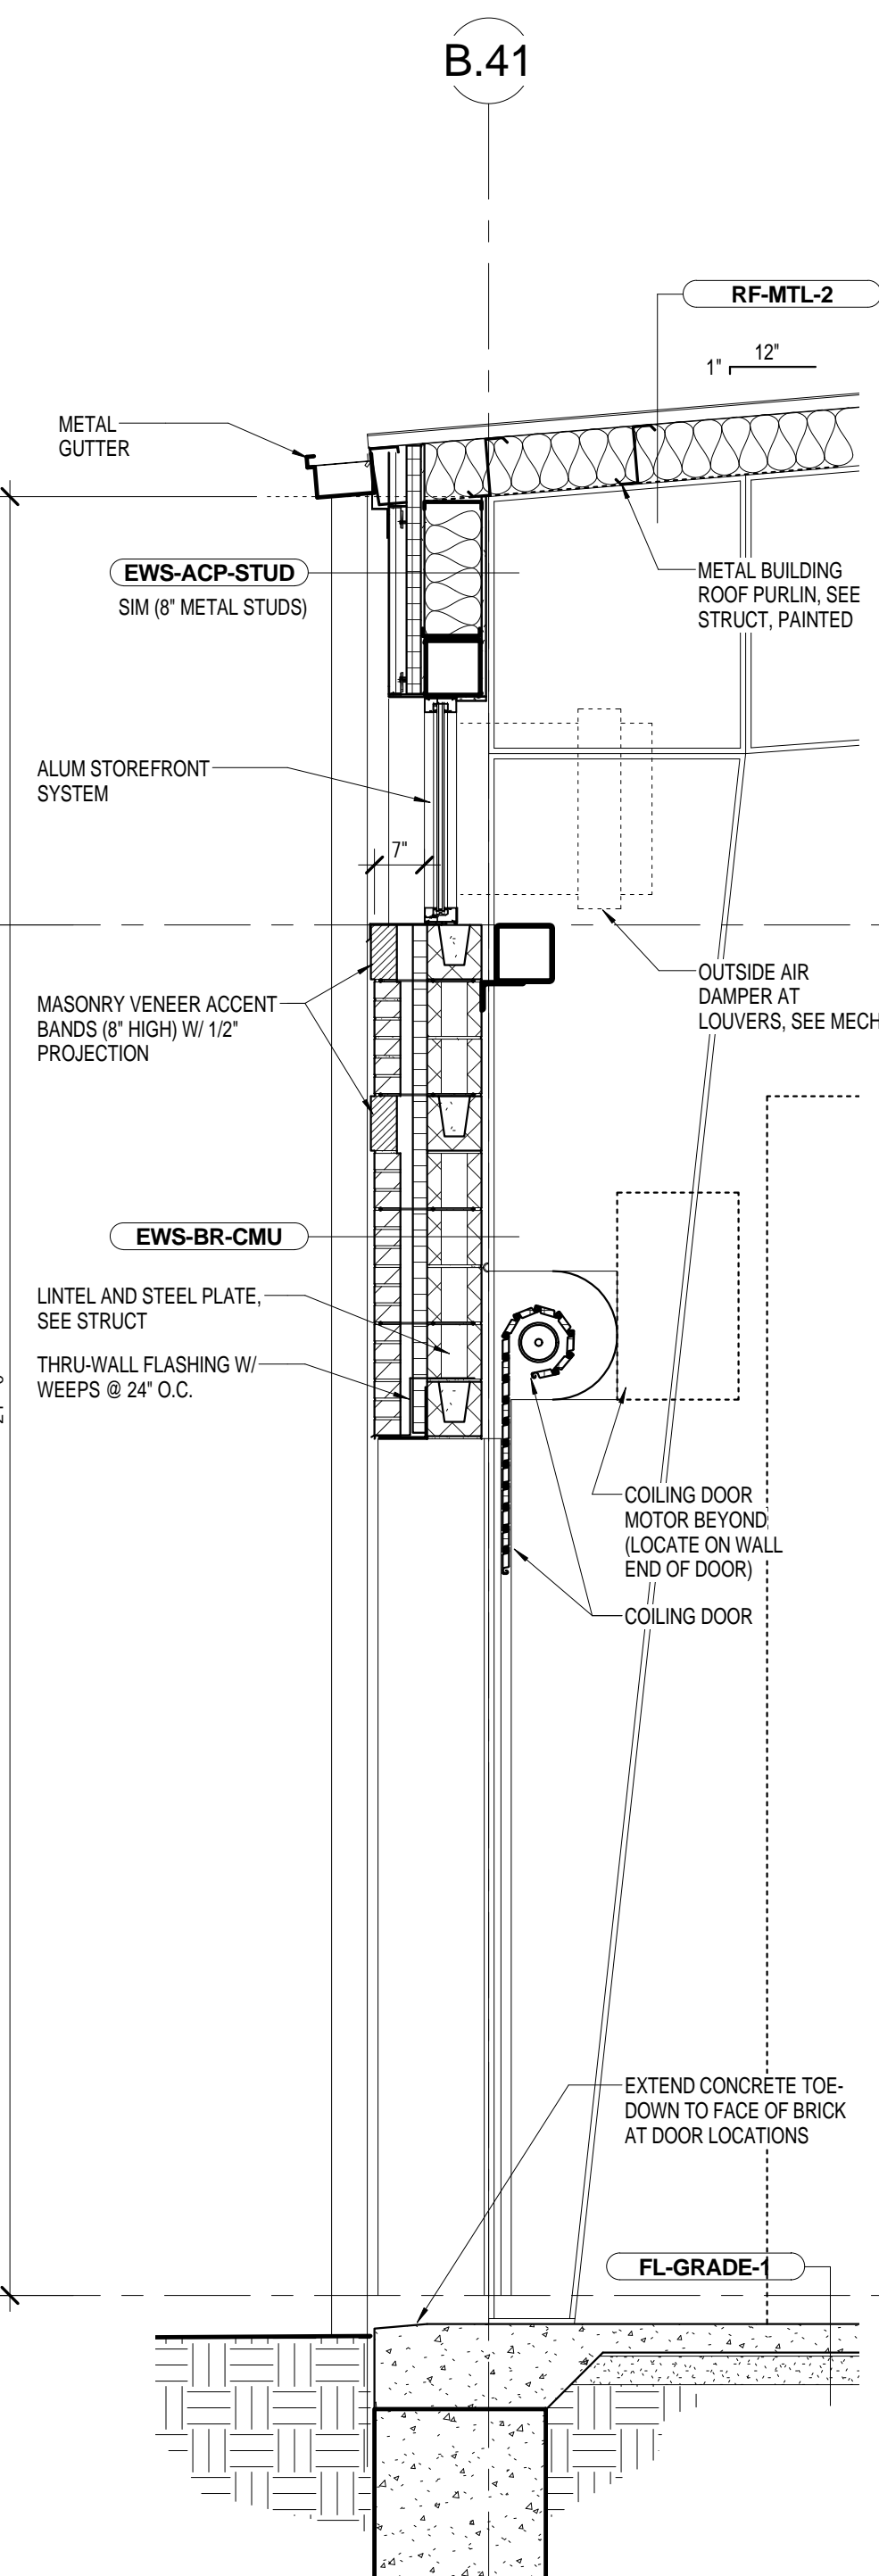 B.41
RF-MTL-2
12"
1"
METAL
GUTTER
EWS-ACP-STUD
SIM (8" METAL STUDS)
METAL BUILDING
ROOF PURLIN, SEE
STRUCT, PAINTED
ALUM STOREFRONT
SYSTEM
7"
OUTSIDE AIR
DAMPER AT
LOUVERS, SEE MECH
MASONRY VENEER ACCENT
BANDS (8" HIGH) W/ 1/2"
PROJECTION
EWS-BR-CMU
LINTEL AND STEEL PLATE,
SEE STRUCT
THRU-WALL FLASHING W/
WEEPS @ 24" O.C.
COILING DOOR
MOTOR BEYOND
(LOCATE ON WALL
END OF DOOR)
COILING DOOR
EXTEND CONCRETE TOE-
DOWN TO FACE OF BRICK
AT DOOR LOCATIONS
FL-GRADE-1